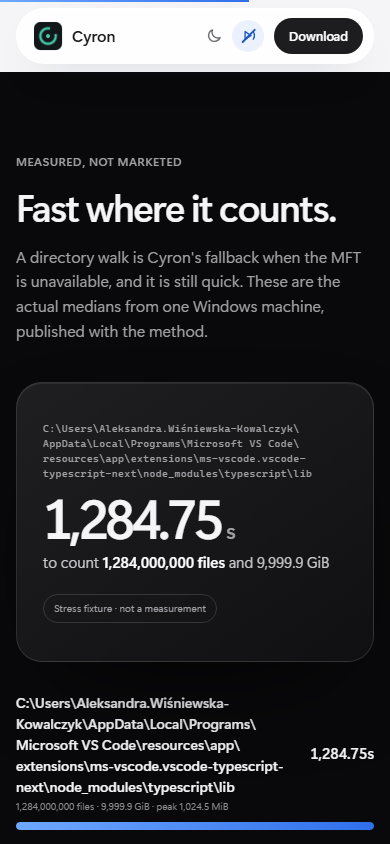 Cyron
Download
MEASURED, NOT MARKETED
Fast where it counts.
A directory walk is Cyron's fallback when the MFT
is unavailable, and it is still quick. These are the
actual medians from one Windows machine,
published with the method.
C:\Users\Aleksandra.Wiśniewska-Kowalczyk\
AppData\Local\Programs\Microsoft VS Code\
resources\app\extensions\ms-vscode.vscode-
typescript-next\node_modules\typescript\lib
1,284.75 s
to count 1,284,000,000 files and 9,999.9 GiB
Stress fixture · not a measurement
C:\Users\Aleksandra.Wiśniewska-
Kowalczyk\AppData\Local\Programs\
Microsoft VS Code\resources\app\
extensions\ms-vscode.vscode-typescript-
next\node_modules\typescript\lib
1,284.75s
1,284,000,000 files · 9,999.9 GiB · peak 1,024.5 MiB